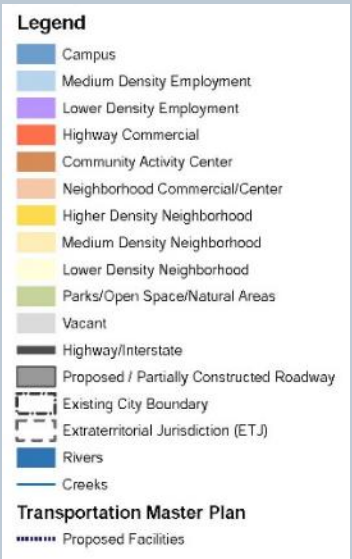 Legend
Campus
Medium Density Employment
Lower Density Employment
Highway Commercial
Community Activity Center
Neighborhood Commercial/Center
Higher Density Neighborhood
Medium Density Neighborhood
Lower Density Neighborhood
Parks/Open Space/Natural Areas
Vacant
Highway/Interstate
Proposed / Partially Constructed Roadway
Existing City Boundary
Extraterritorial Jurisdiction (ETJ)
Rivers
Creeks
Transportation Master Plan
Proposed Facilities